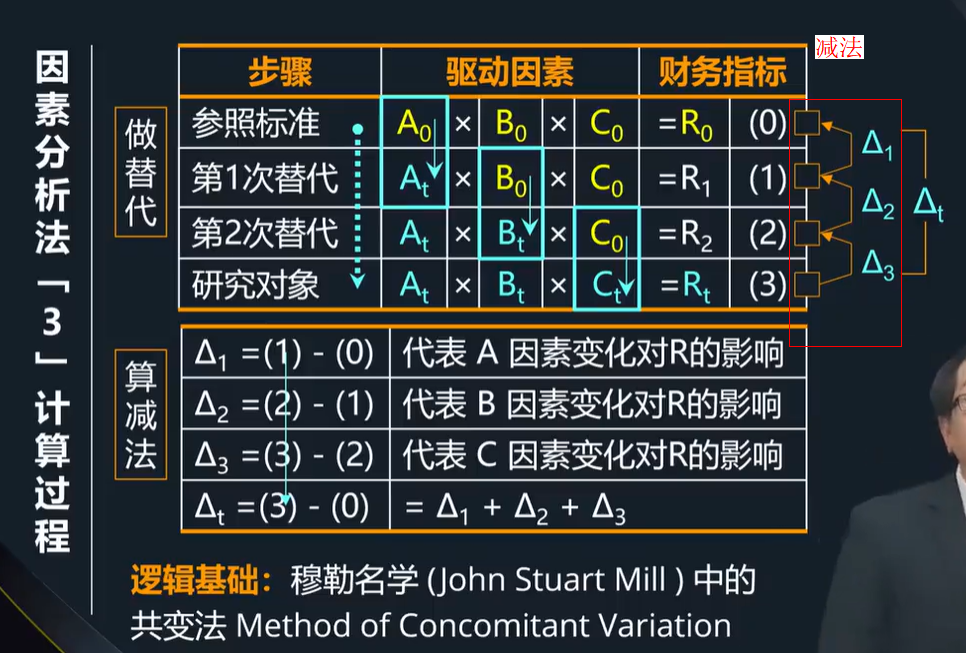 因素分析法「3」计算过程
减法
步骤 驱动因素 财务指标
做替代
参照标准 A₀ × B₀ × C₀ =R₀ (0)
第1次替代 Aₜ × B₀ × C₀ =R₁ (1)
第2次替代 Aₜ × Bₜ × C₀ =R₂ (2)
研究对象 Aₜ × Bₜ × Cₜ =Rₜ (3)
Δ₁
Δ₂ Δₜ
Δ₃
算减法
Δ₁ =(1) - (0) 代表 A 因素变化对R的影响
Δ₂ =(2) - (1) 代表 B 因素变化对R的影响
Δ₃ =(3) - (2) 代表 C 因素变化对R的影响
Δₜ =(3) - (0) = Δ₁ + Δ₂ + Δ₃
逻辑基础：穆勒名学 (John Stuart Mill ) 中的
共变法 Method of Concomitant Variation